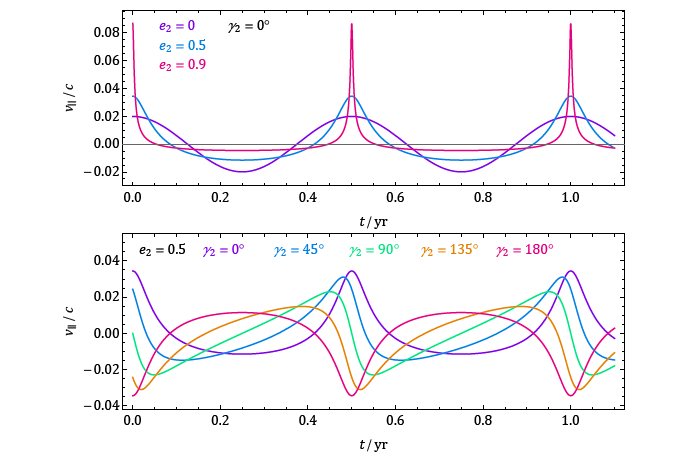 e₂ = 0 γ₂ = 0°
e₂ = 0.5
e₂ = 0.9
v∥ / c
0.08
0.06
0.04
0.02
0.00
−0.02
0.0 0.2 0.4 0.6 0.8 1.0
t / yr
e₂ = 0.5 γ₂ = 0° γ₂ = 45° γ₂ = 90° γ₂ = 135° γ₂ = 180°
v∥ / c
0.04
0.02
0.00
−0.02
−0.04
0.0 0.2 0.4 0.6 0.8 1.0
t / yr